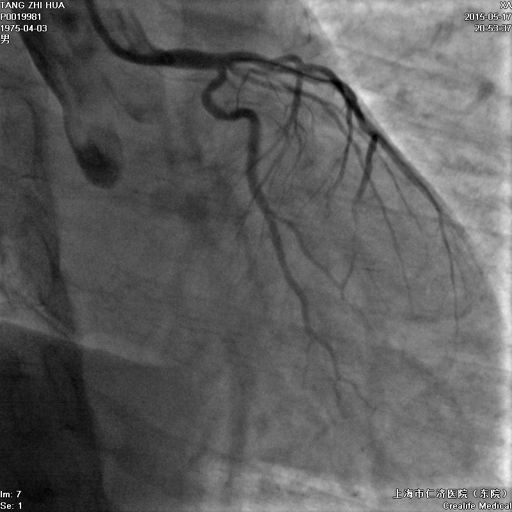 TANG ZHI HUA
P0019981
1975-04-03
男
XA
2015-05-17
20:53:37
Im: 7
Se: 1
上海市仁济医院（东院）
Crealife Medical